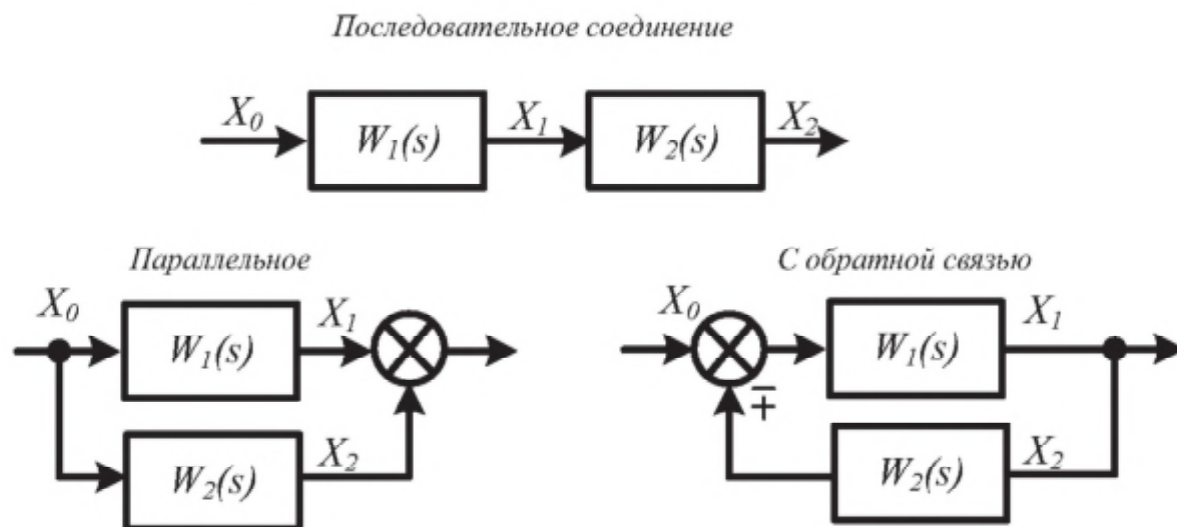 Последовательное соединение
X₀ W₁(s) X₁ W₂(s) X₂
Параллельное
X₀ W₁(s) X₁
W₂(s) X₂
С обратной связью
X₀ W₁(s) X₁
∓
W₂(s) X₂